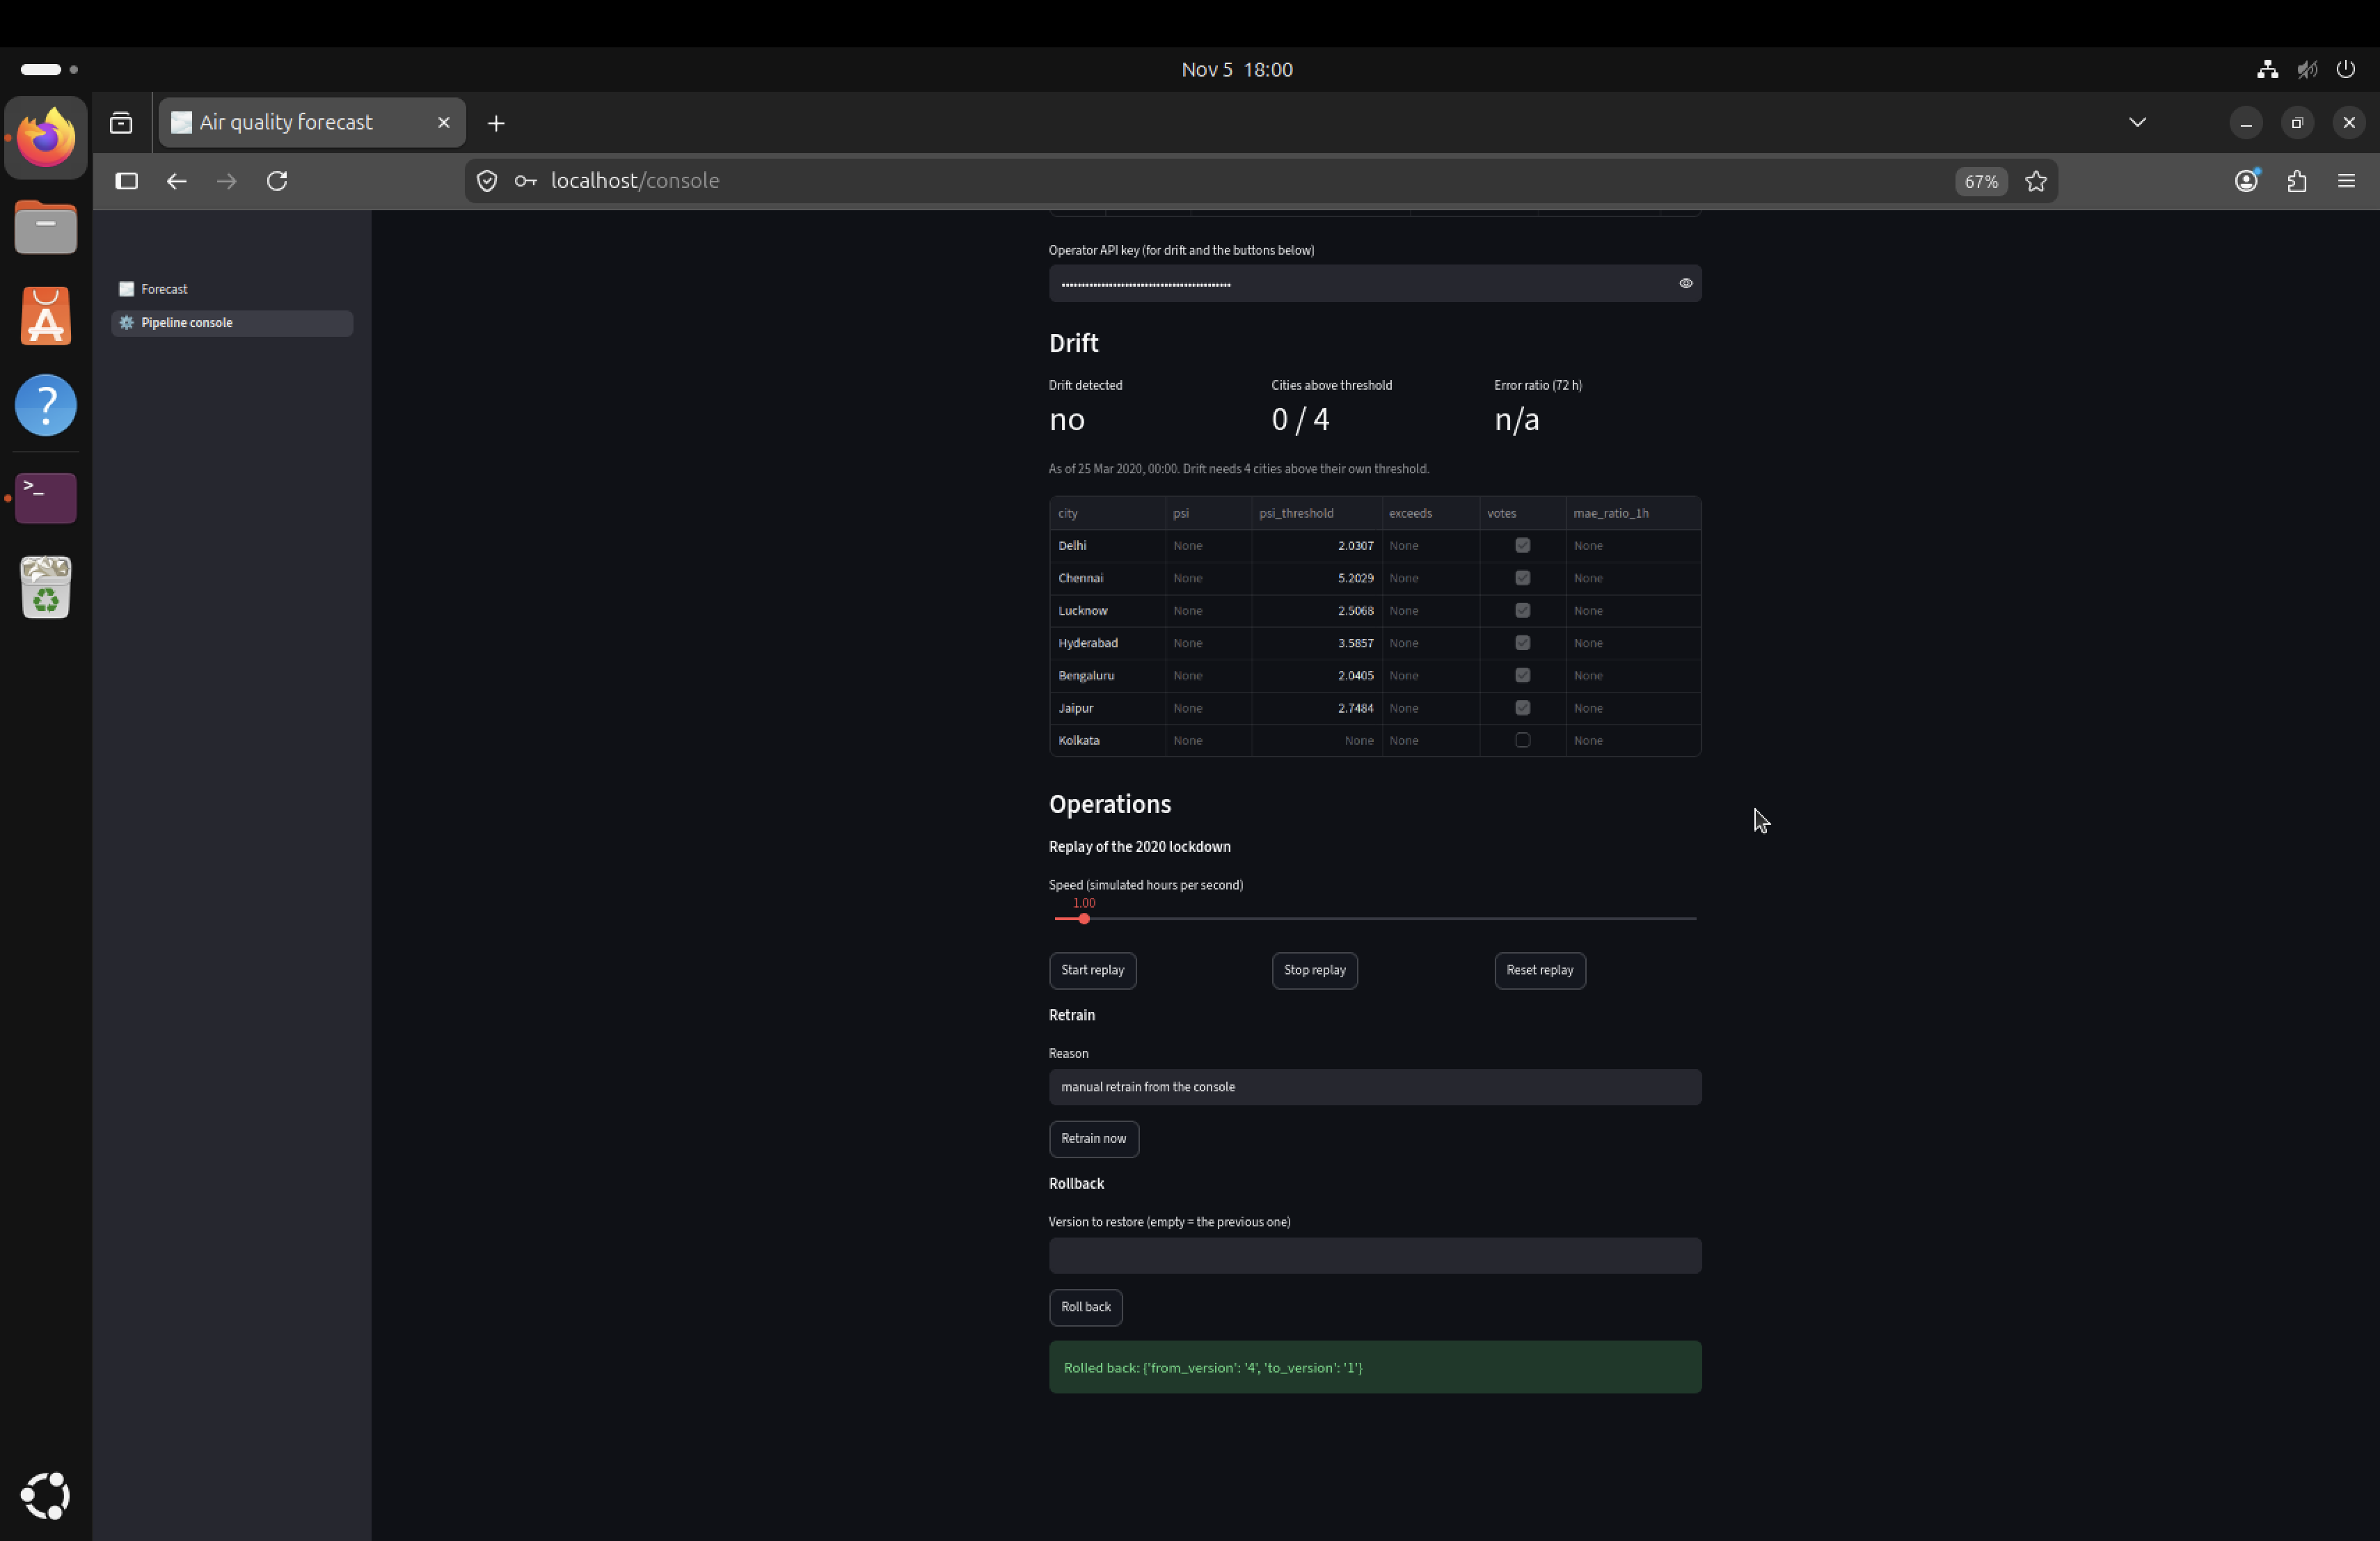 Nov 5 18:00
Air quality forecast
localhost/console
67%
Forecast
Pipeline console
Operator API key (for drift and the buttons below)
Drift
Drift detected Cities above threshold Error ratio (72 h)
no 0 / 4 n/a
As of 25 Mar 2020, 00:00. Drift needs 4 cities above their own threshold.
city psi psi_threshold exceeds votes mae_ratio_1h
Delhi None 2.0307 None None
Chennai None 5.2029 None None
Lucknow None 2.5068 None None
Hyderabad None 3.5857 None None
Bengaluru None 2.0405 None None
Jaipur None 2.7484 None None
Kolkata None None None None
Operations
Replay of the 2020 lockdown
Speed (simulated hours per second)
1.00
Start replay Stop replay Reset replay
Retrain
Reason
manual retrain from the console
Retrain now
Rollback
Version to restore (empty = the previous one)
Roll back
Rolled back: {'from_version': '4', 'to_version': '1'}